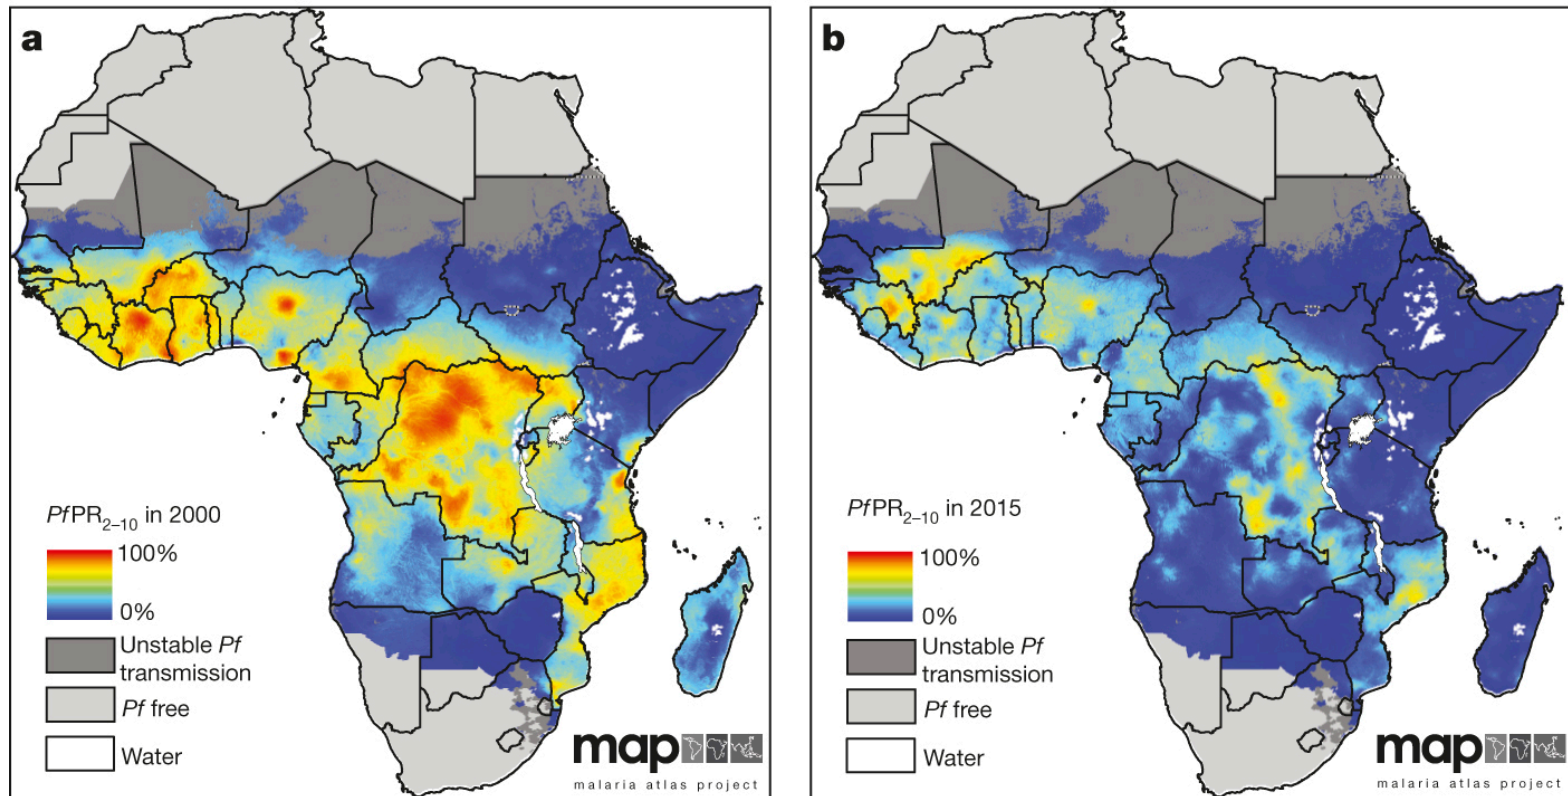 a
PfPR2–10 in 2000
100%
0%
Unstable Pf
transmission
Pf free
Water
map
malaria atlas project
b
PfPR2–10 in 2015
100%
0%
Unstable Pf
transmission
Pf free
Water
map
malaria atlas project